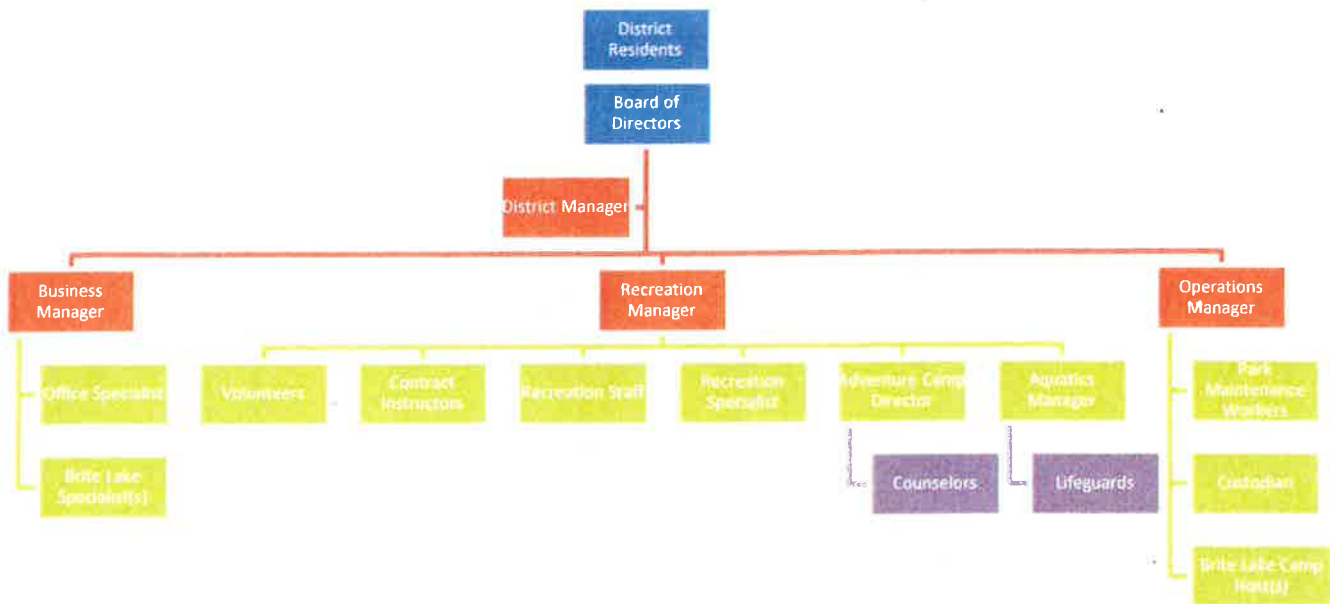 District
Residents
Board of
Directors
District Manager
Business
Manager
Recreation
Manager
Operations
Manager
Office Specialist
Volunteers
Contract
Instructors
Recreation Staff
Recreation
Specialist
Adventure Camp
Director
Aquatics
Manager
Park
Maintenance
Workers
Brite Lake
Specialist(s)
Counselors
Lifeguards
Custodian
Brite Lake Camp
Host(s)